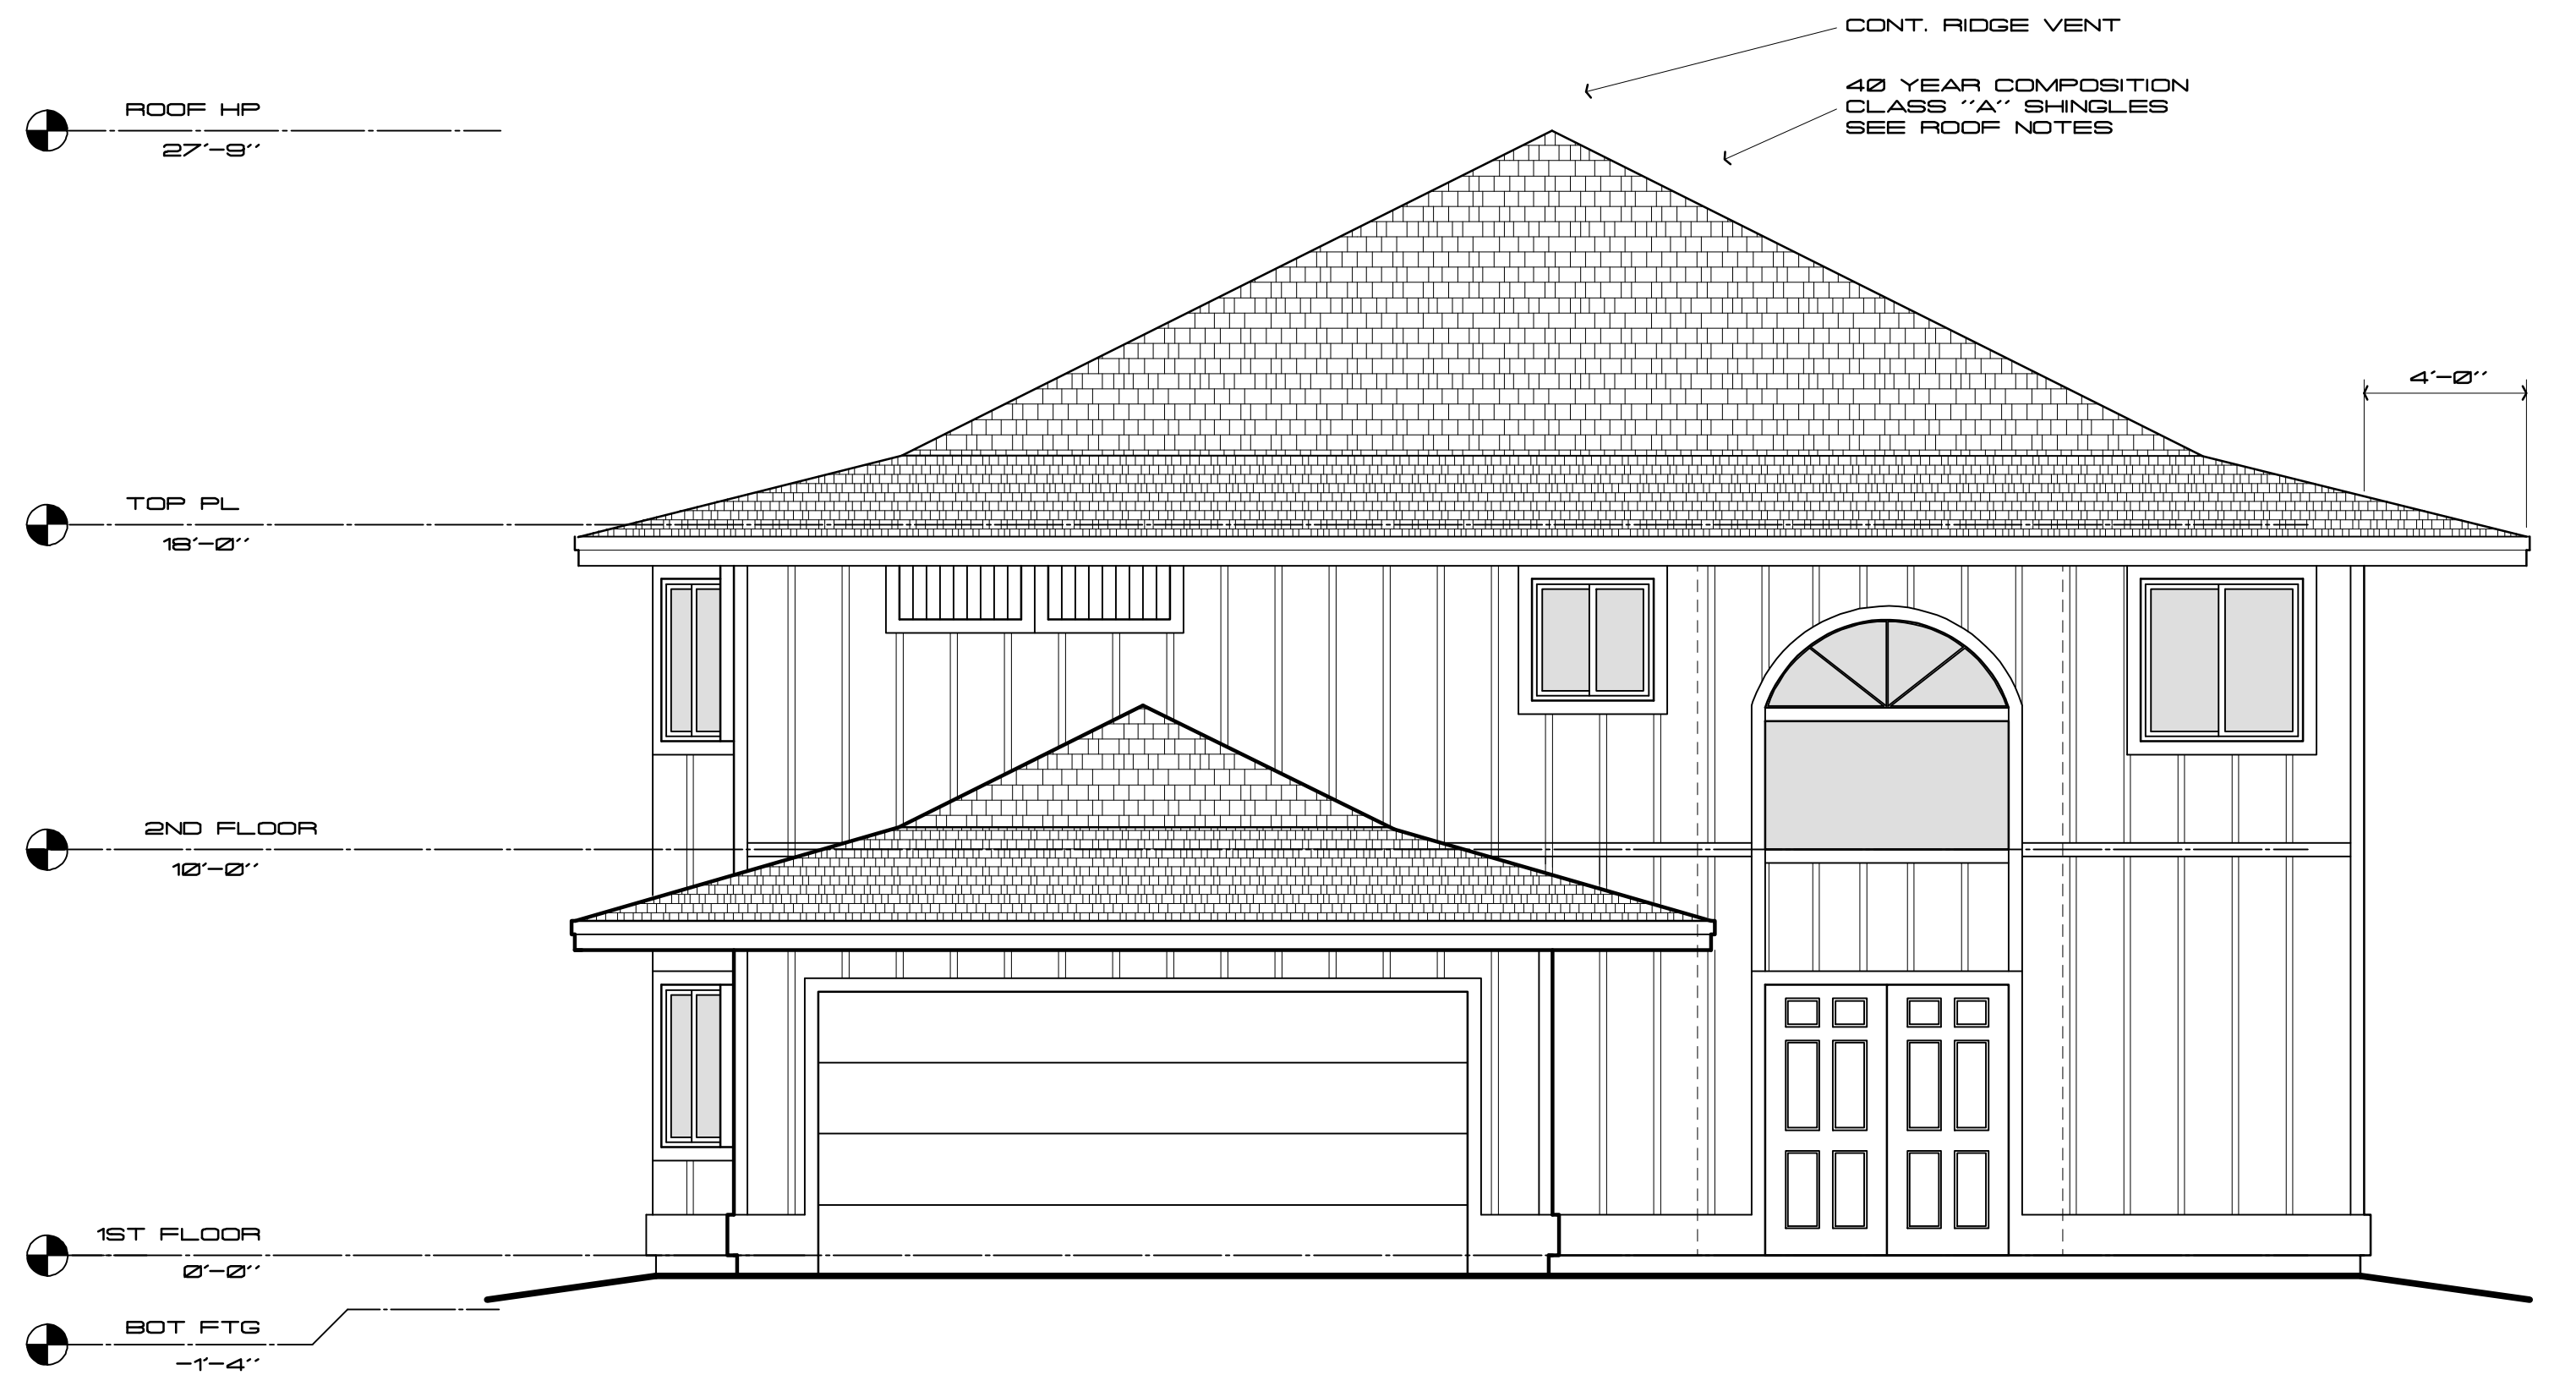 CONT. RIDGE VENT
40 YEAR COMPOSITION
CLASS "A" SHINGLES
SEE ROOF NOTES
ROOF HP
27'-9"
4'-0"
TOP PL
18'-0"
2ND FLOOR
10'-0"
1ST FLOOR
0'-0"
BOT FTG
-1'-4"